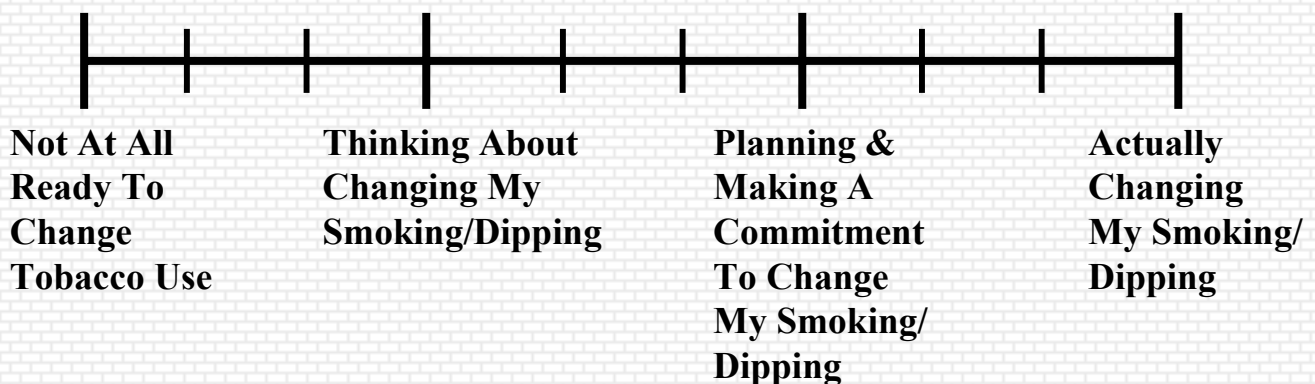 Not At All
Ready To
Change
Tobacco Use
Thinking About
Changing My
Smoking/Dipping
Planning &
Making A
Commitment
To Change
My Smoking/
Dipping
Actually
Changing
My Smoking/
Dipping